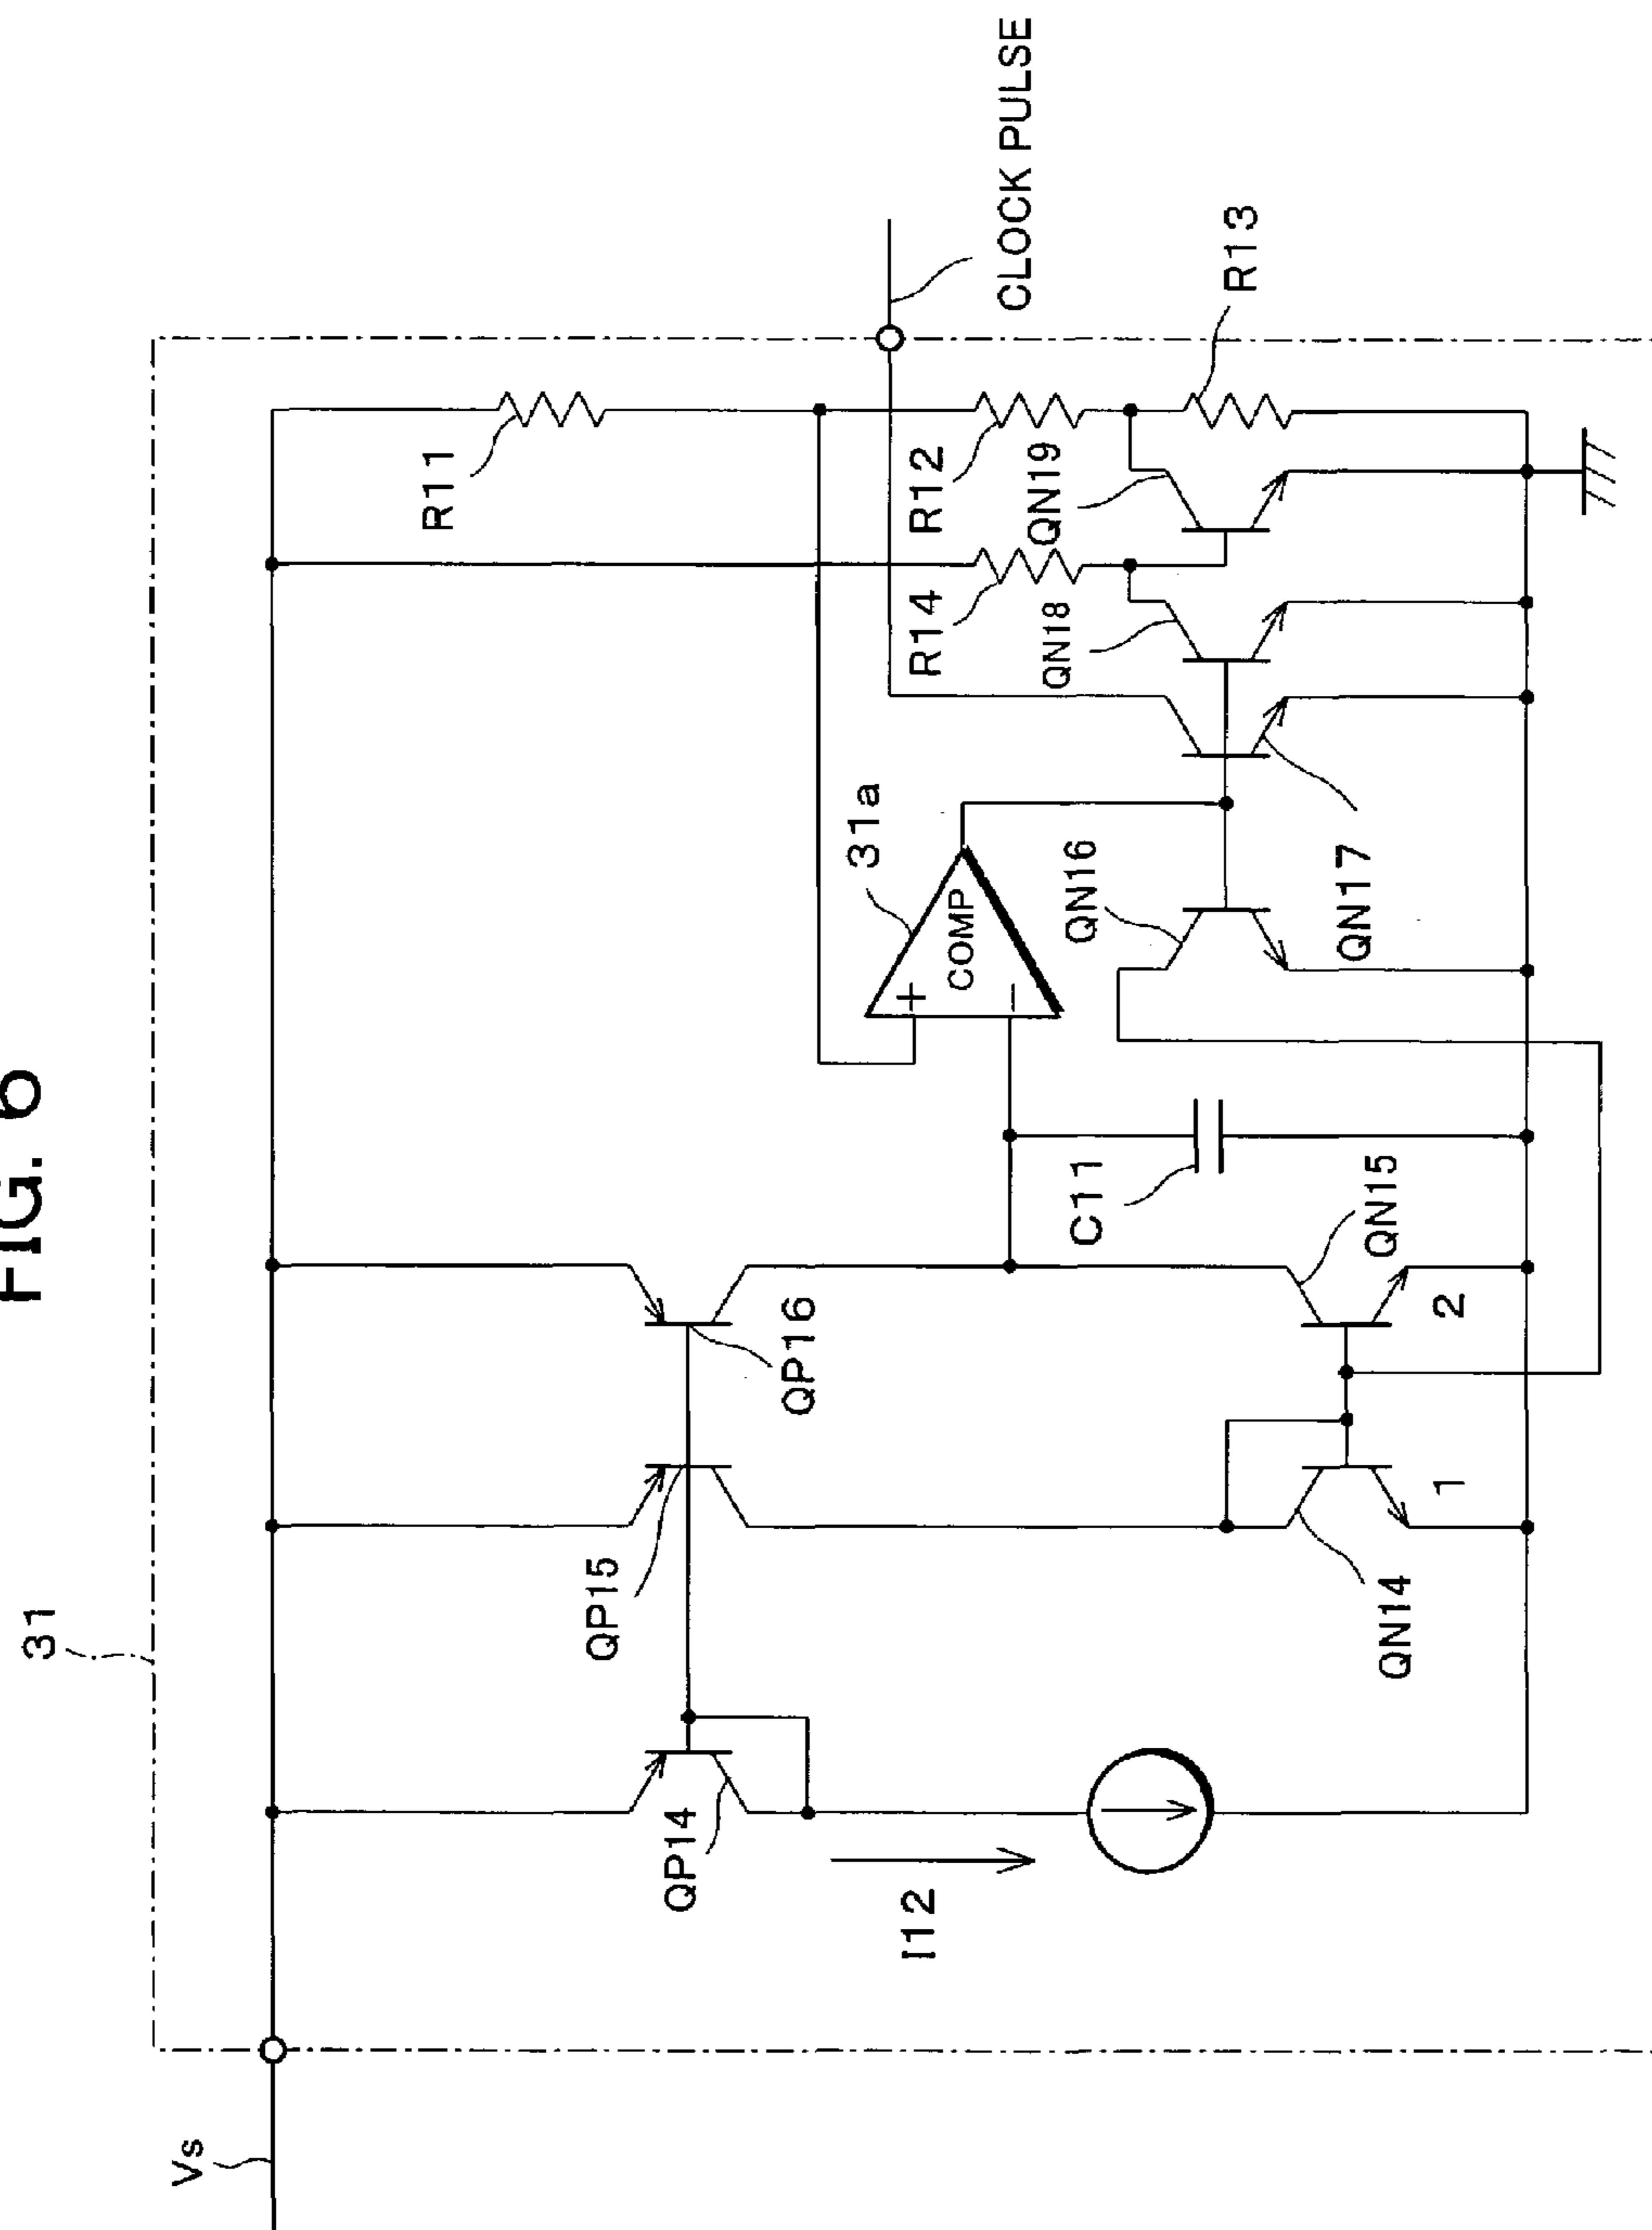 FIG. 6
31
Vs
R11
CLOCK PULSE
QP15
QP16
QP14
31a
R14
R12
I12
COMP
+
−
QN18
QN19
C11
QN16
R13
QN14
QN15
QN17
1
2